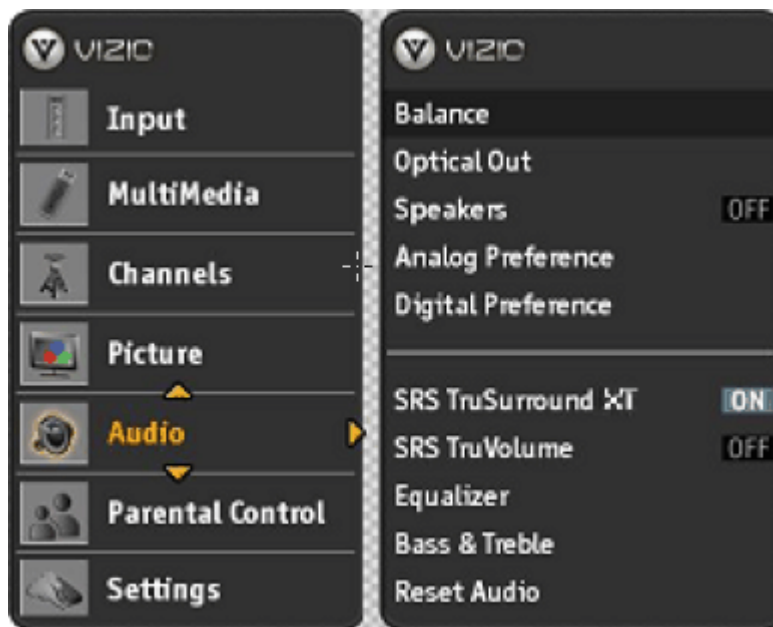 VIZIO
Input
MultiMedia
Channels
Picture
Audio
Parental Control
Settings
VIZIO
Balance
Optical Out
Speakers OFF
Analog Preference
Digital Preference
SRS TruSurround XT ON
SRS TruVolume OFF
Equalizer
Bass & Treble
Reset Audio